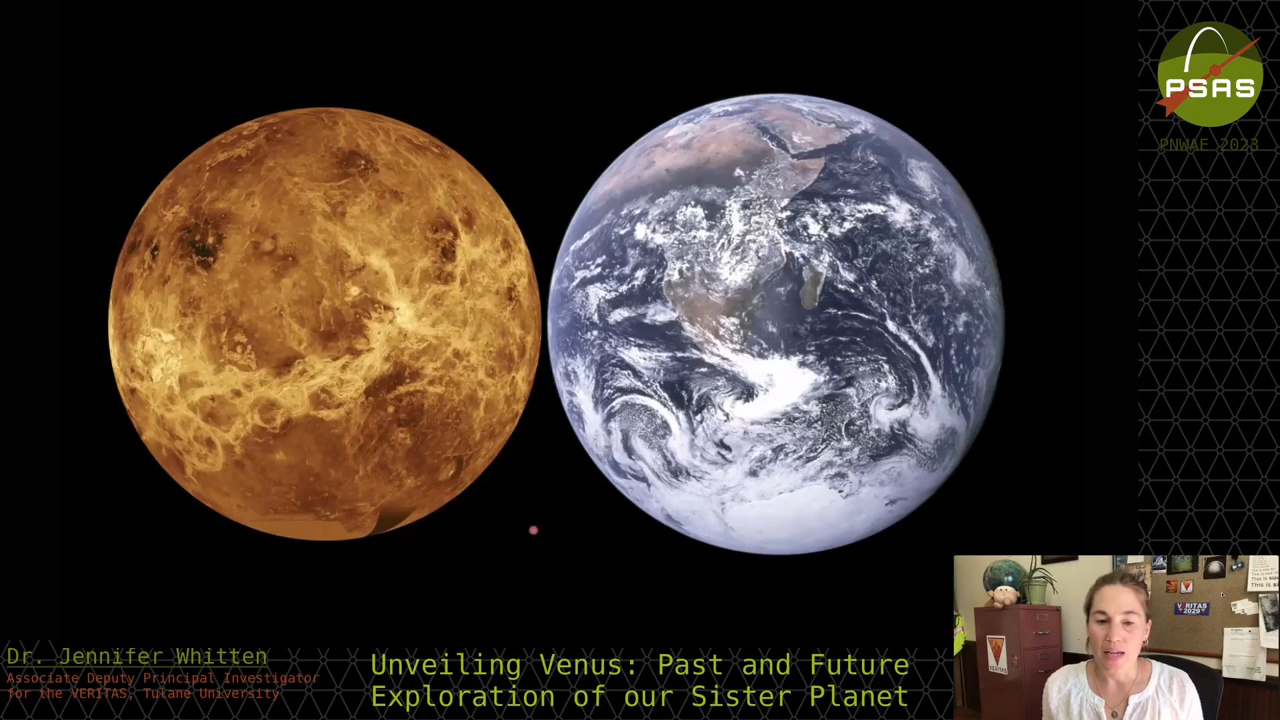 PSAS
PNWAE 2023
VERITAS
2029
VERITAS
Dr. Jennifer Whitten
Associate Deputy Principal Investigator
for the VERITAS, Tulane University
Unveiling Venus: Past and Future
Exploration of our Sister Planet